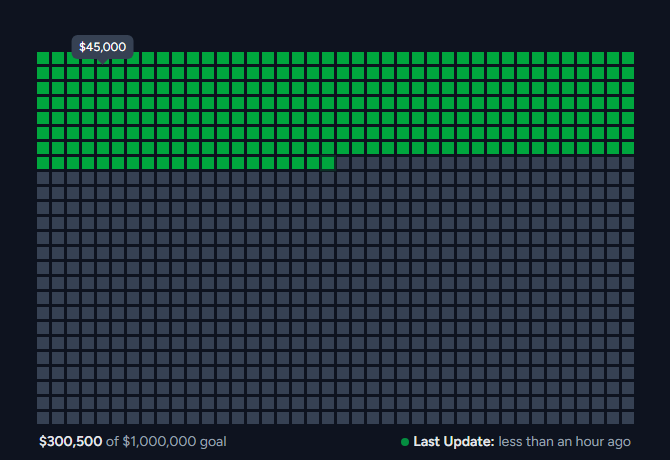 $45,000
$300,500 of $1,000,000 goal
Last Update: less than an hour ago